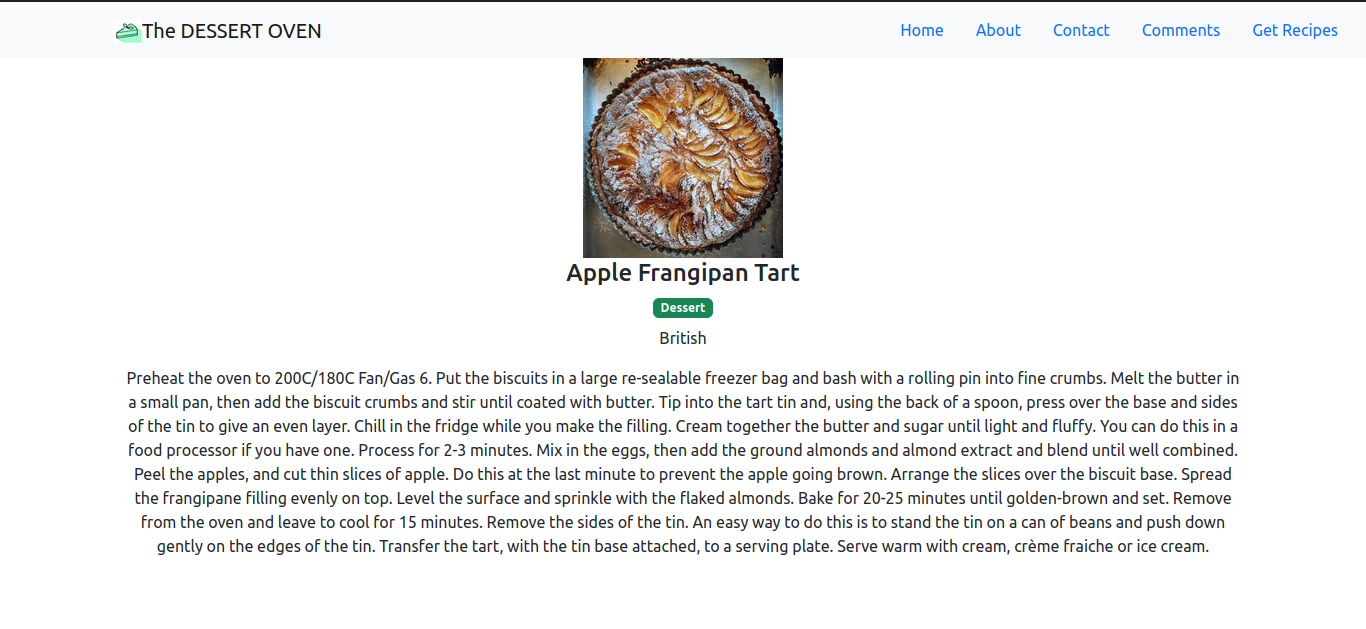 The DESSERT OVEN
Home
About
Contact
Comments
Get Recipes
Apple Frangipan Tart
Dessert
British
Preheat the oven to 200C/180C Fan/Gas 6. Put the biscuits in a large re-sealable freezer bag and bash with a rolling pin into fine crumbs. Melt the butter in
a small pan, then add the biscuit crumbs and stir until coated with butter. Tip into the tart tin and, using the back of a spoon, press over the base and sides
of the tin to give an even layer. Chill in the fridge while you make the filling. Cream together the butter and sugar until light and fluffy. You can do this in a
food processor if you have one. Process for 2-3 minutes. Mix in the eggs, then add the ground almonds and almond extract and blend until well combined.
Peel the apples, and cut thin slices of apple. Do this at the last minute to prevent the apple going brown. Arrange the slices over the biscuit base. Spread
the frangipane filling evenly on top. Level the surface and sprinkle with the flaked almonds. Bake for 20-25 minutes until golden-brown and set. Remove
from the oven and leave to cool for 15 minutes. Remove the sides of the tin. An easy way to do this is to stand the tin on a can of beans and push down
gently on the edges of the tin. Transfer the tart, with the tin base attached, to a serving plate. Serve warm with cream, crème fraiche or ice cream.